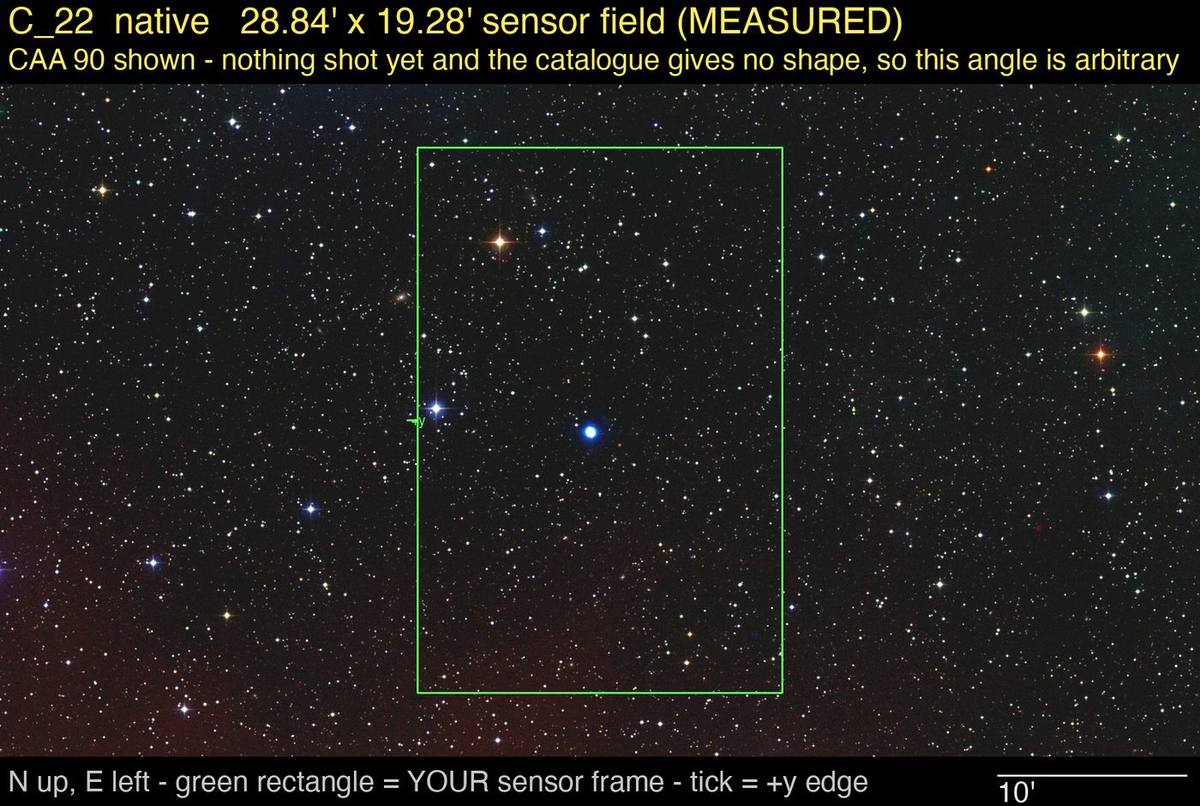 C_22 native 28.84' x 19.28' sensor field (MEASURED)
CAA 90 shown - nothing shot yet and the catalogue gives no shape, so this angle is arbitrary
+y
N up, E left - green rectangle = YOUR sensor frame - tick = +y edge
10'